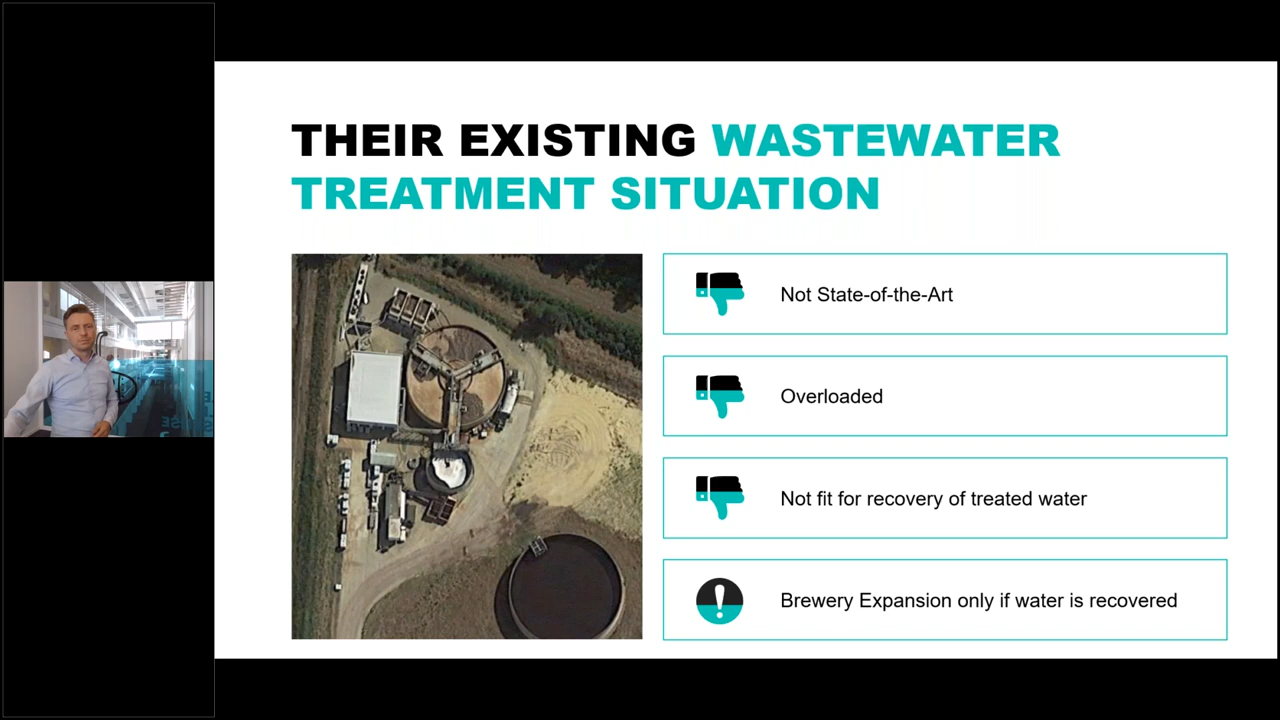 THEIR EXISTING WASTEWATER
TREATMENT SITUATION
Not State-of-the-Art
Overloaded
Not fit for recovery of treated water
Brewery Expansion only if water is recovered